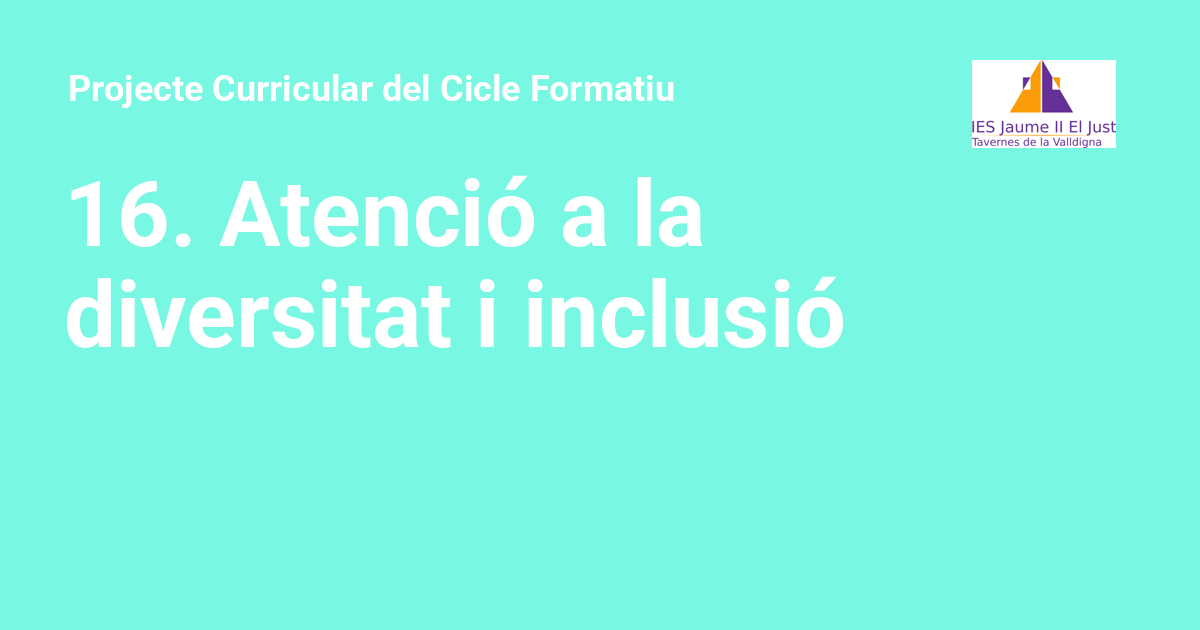 Projecte Curricular del Cicle Formatiu
IES Jaume II El Just
Tavernes de la Valldigna
16. Atenció a la
diversitat i inclusió